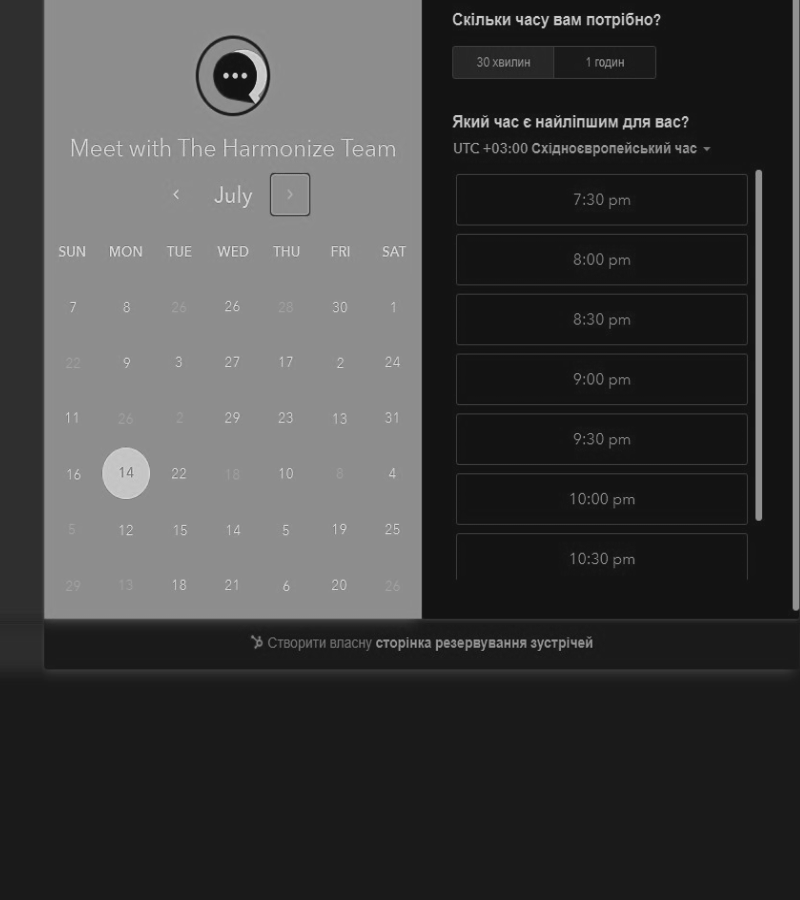 Meet with The Harmonize Team
July
SUN MON TUE WED THU FRI SAT
7 8 26 26 28 30 1
22 9 3 27 17 2 24
11 26 2 29 23 13 31
16 14 22 18 10 8 4
5 12 15 14 5 19 25
29 13 18 21 6 20 26
Скільки часу вам потрібно?
30 хвилин 1 годин
Який час є найліпшим для вас?
UTC +03:00 Східноєвропейський час
7:30 pm
8:00 pm
8:30 pm
9:00 pm
9:30 pm
10:00 pm
10:30 pm
Створити власну сторінка резервування зустрічей